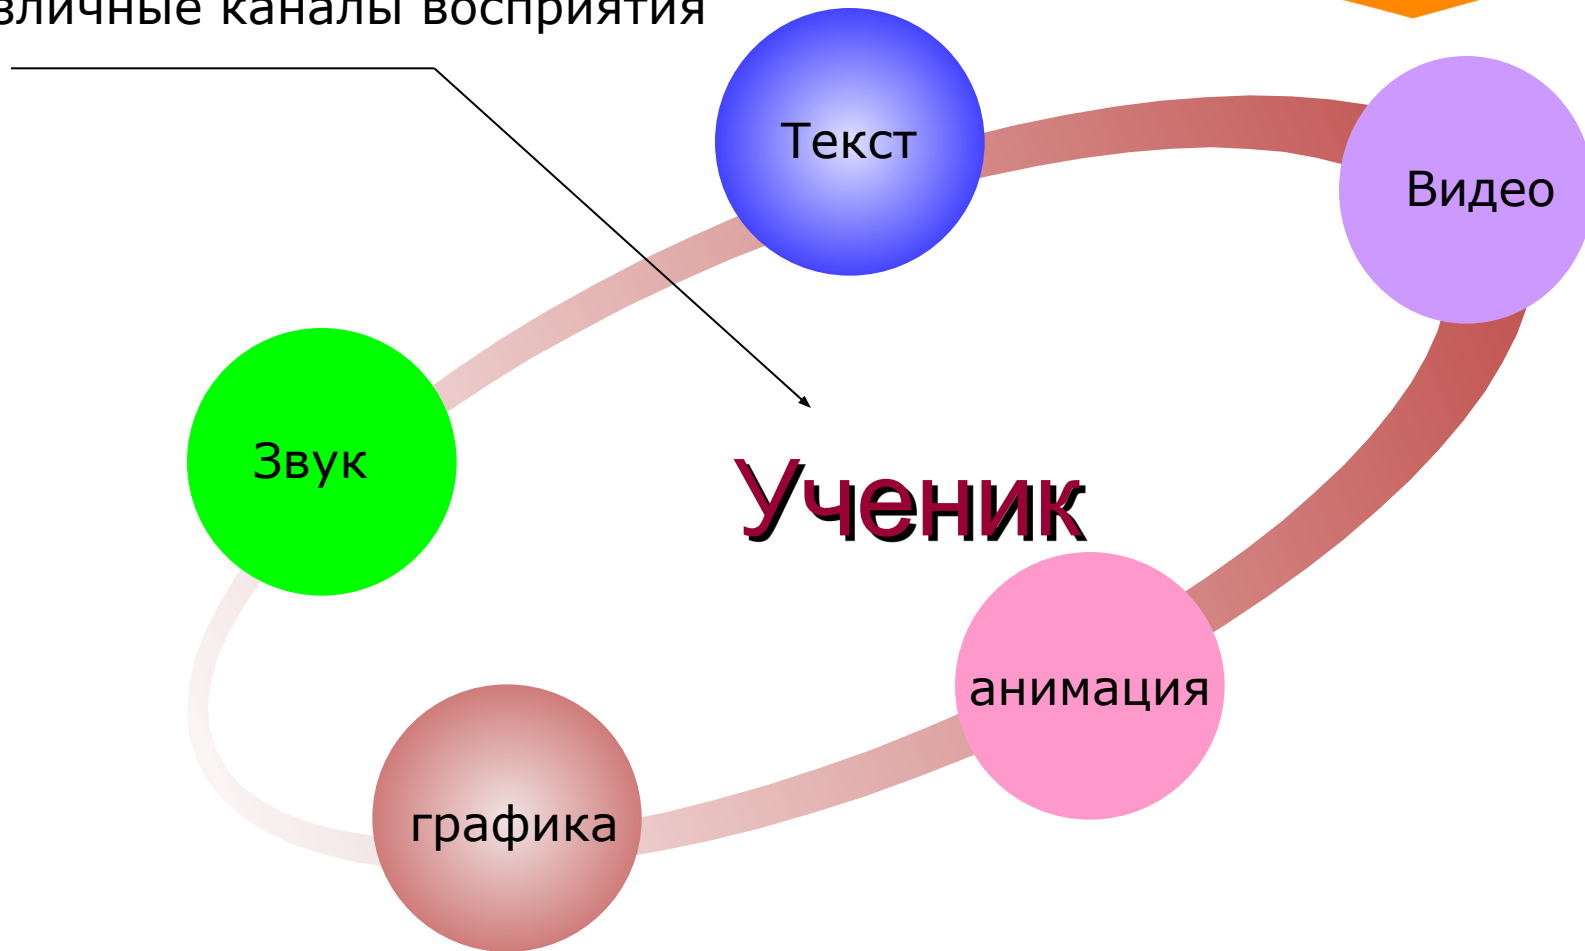 зличные каналы восприятия
Текст
Видео
Звук
Ученик
анимация
графика